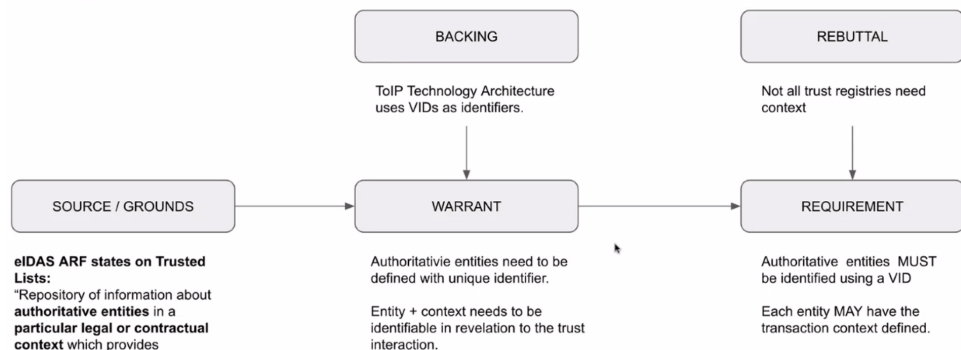 BACKING
REBUTTAL
ToIP Technology Architecture
uses VIDs as identifiers.
Not all trust registries need
context
SOURCE / GROUNDS
WARRANT
REQUIREMENT
eIDAS ARF states on Trusted
Lists:
“Repository of information about
authoritative entities in a
particular legal or contractual
context which provides
Authoritativie entities need to be
defined with unique identifier.
Entity + context needs to be
identifiable in revelation to the trust
interaction.
Authoritative entities MUST
be identified using a VID
Each entity MAY have the
transaction context defined.